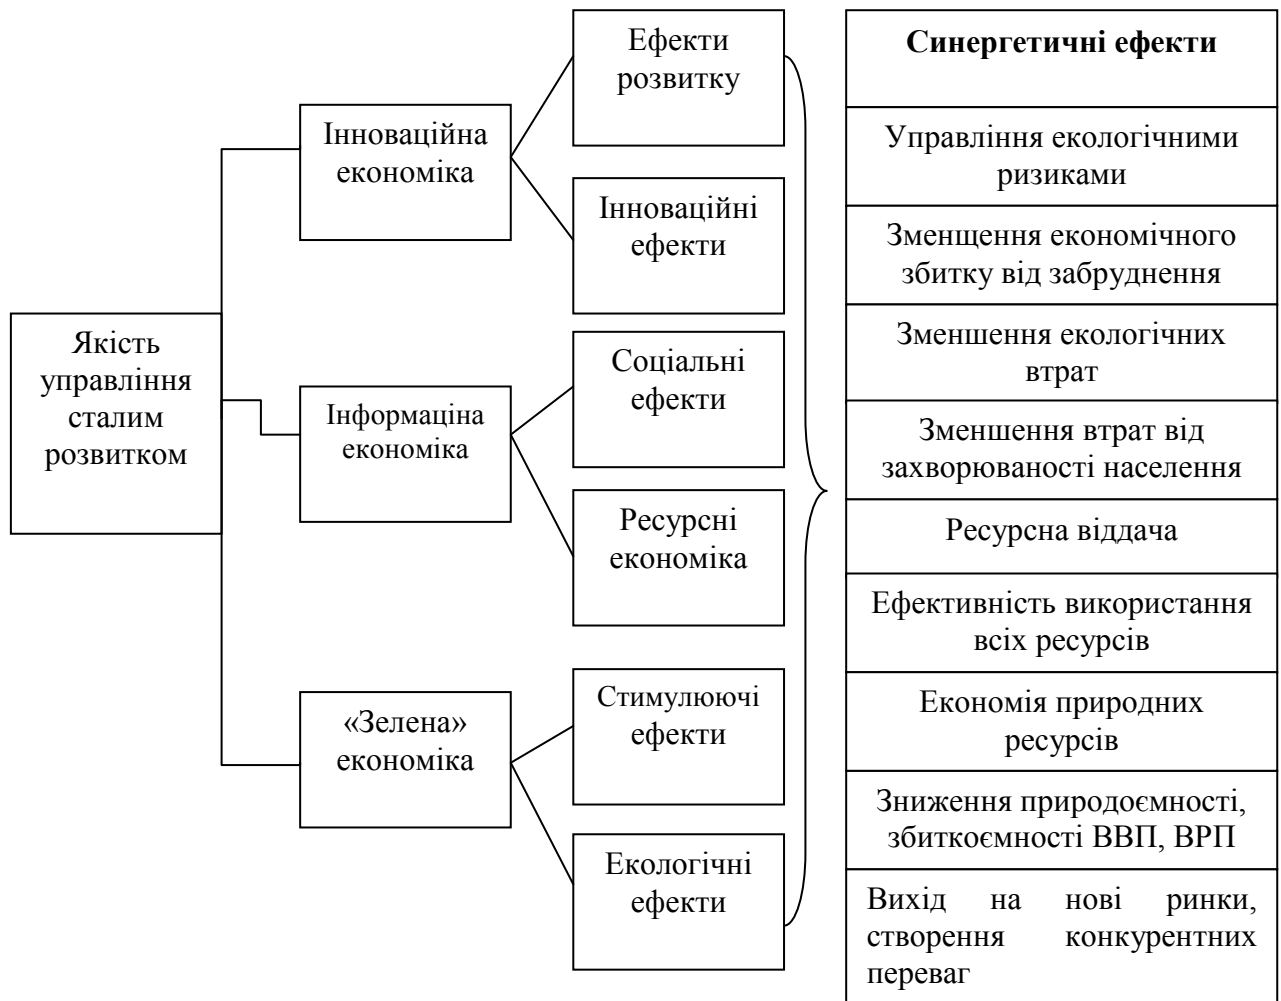 Якість
управління
сталим
розвитком
Інноваційна
економіка
Інформаціна
економіка
«Зелена»
економіка
Ефекти
розвитку
Інноваційні
ефекти
Соціальні
ефекти
Ресурсні
економіка
Стимулюючі
ефекти
Екологічні
ефекти
Синергетичні ефекти
Управління екологічними
ризиками
Зменщення економічного
збитку від забруднення
Зменшення екологічних
втрат
Зменшення втрат від
захворюваності населення
Ресурсна віддача
Ефективність використання
всіх ресурсів
Економія природних
ресурсів
Зниження природоємності,
збиткоємності ВВП, ВРП
Вихід на нові ринки,
створення конкурентних
переваг